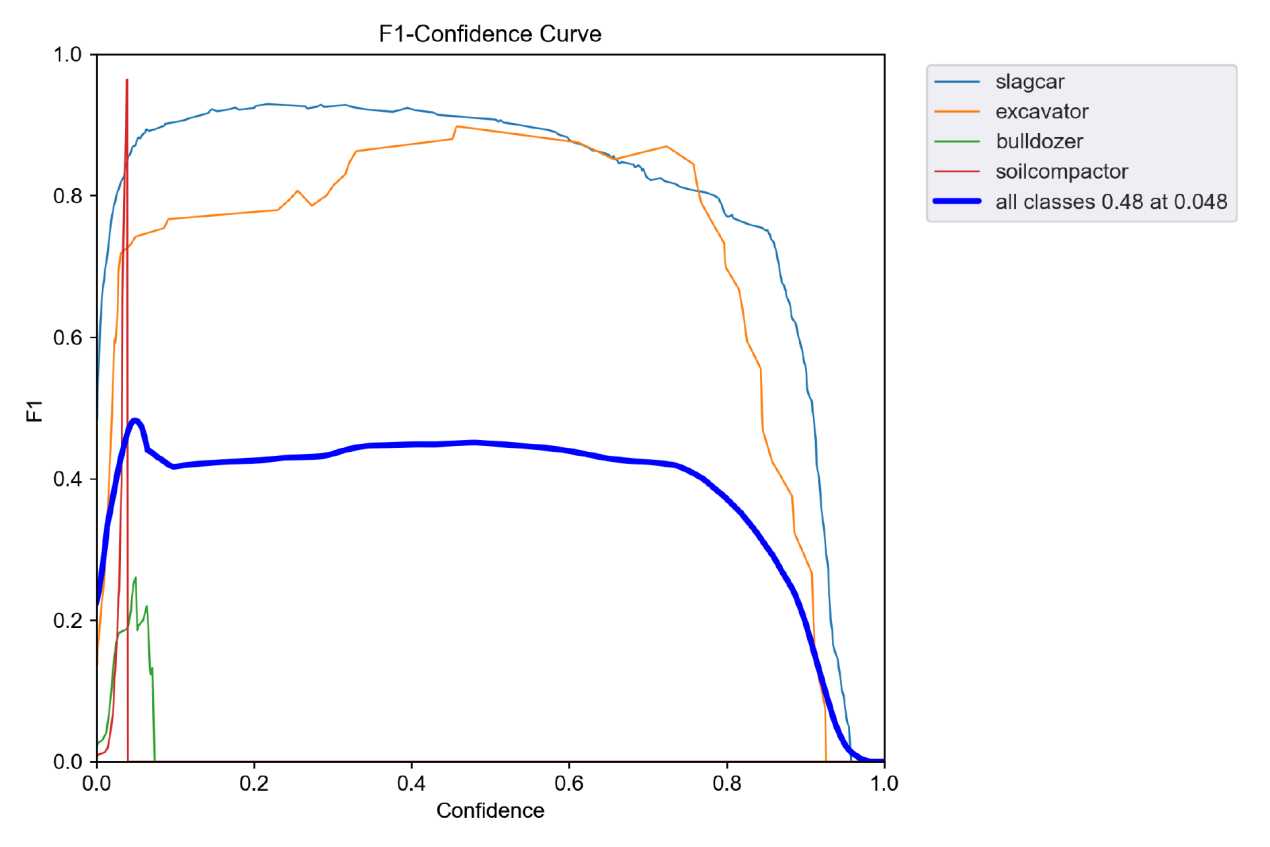 F1-Confidence Curve
1.0
0.8
0.6
0.4
0.2
0.0
F1
0.0 0.2 0.4 0.6 0.8 1.0
Confidence
slagcar
excavator
bulldozer
soilcompactor
all classes 0.48 at 0.048